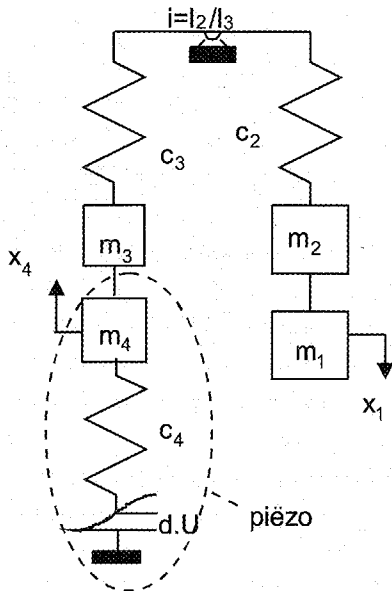 i=l₂/l₃
c₃
c₂
m₃
m₂
x₄
m₄
m₁
x₁
c₄
d.U
piëzo